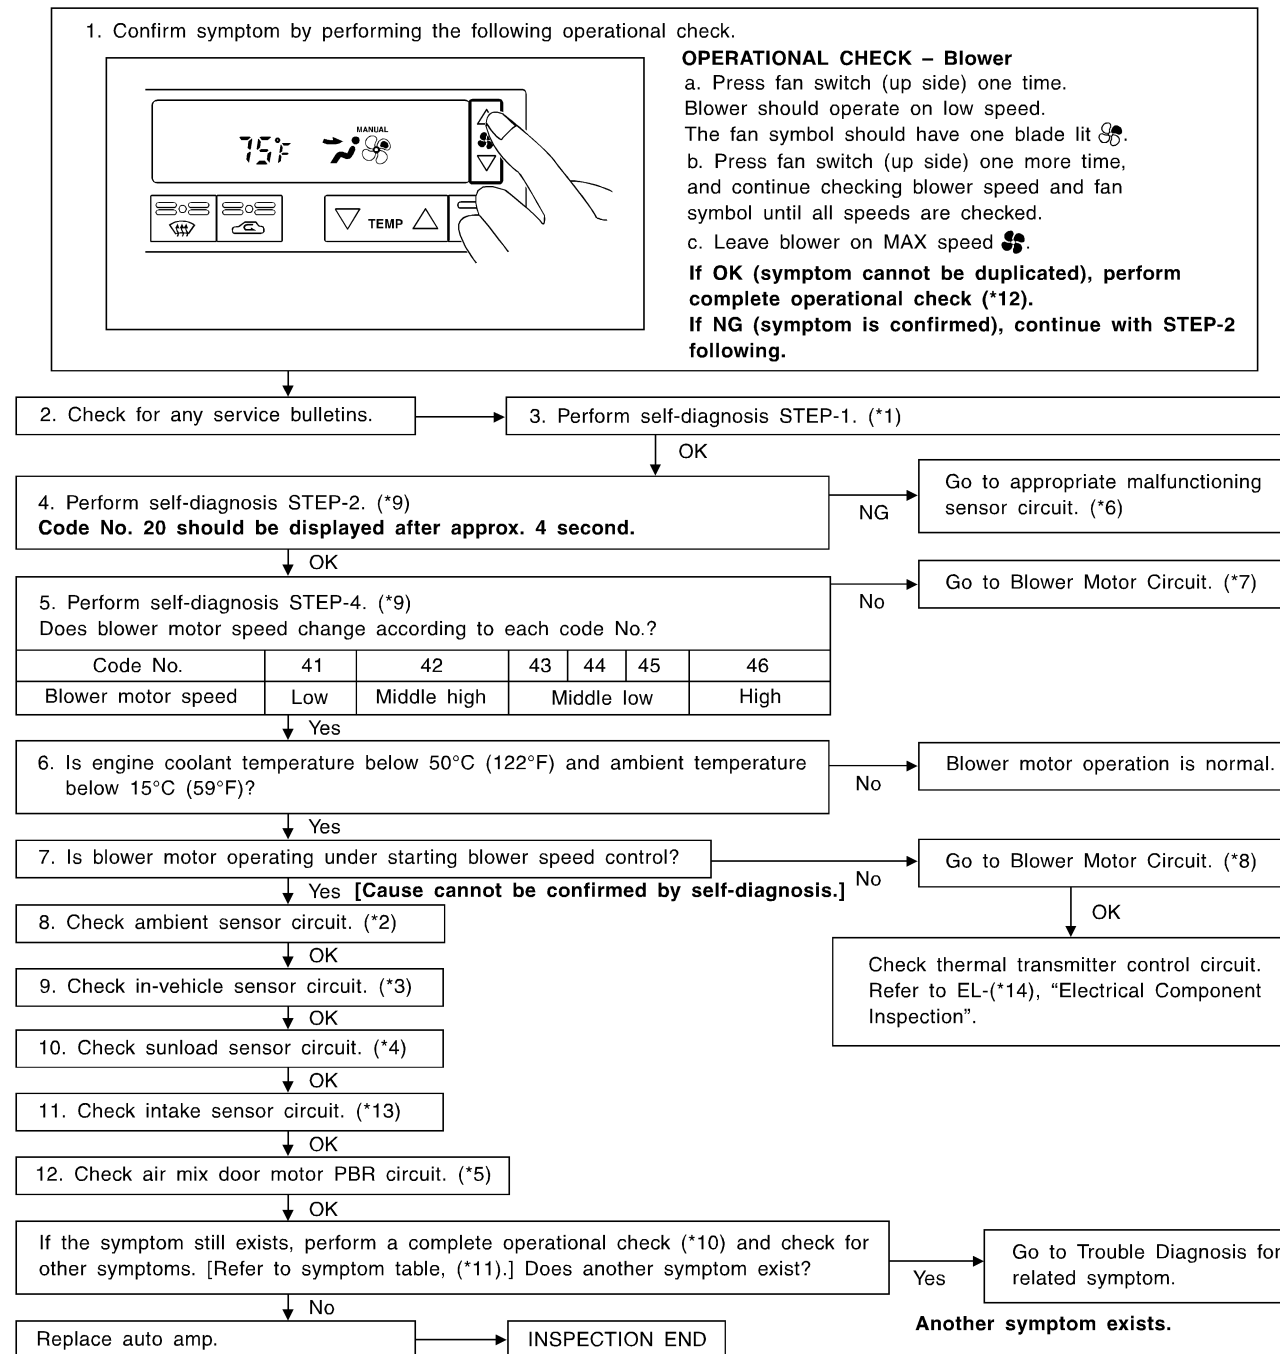 1. Confirm symptom by performing the following operational check.
75°F
MANUAL
TEMP
OPERATIONAL CHECK – Blower
a. Press fan switch (up side) one time.
Blower should operate on low speed.
The fan symbol should have one blade lit .
b. Press fan switch (up side) one more time,
and continue checking blower speed and fan
symbol until all speeds are checked.
c. Leave blower on MAX speed .
If OK (symptom cannot be duplicated), perform
complete operational check (*12).
If NG (symptom is confirmed), continue with STEP-2
following.
2. Check for any service bulletins.
3. Perform self-diagnosis STEP-1. (*1)
OK
4. Perform self-diagnosis STEP-2. (*9)
Code No. 20 should be displayed after approx. 4 second.
NG
Go to appropriate malfunctioning
sensor circuit. (*6)
OK
5. Perform self-diagnosis STEP-4. (*9)
Does blower motor speed change according to each code No.?
No
Go to Blower Motor Circuit. (*7)
Code No. 41 42 43 44 45 46
Blower motor speed Low Middle high Middle low High
Yes
6. Is engine coolant temperature below 50°C (122°F) and ambient temperature
below 15°C (59°F)?
No
Blower motor operation is normal.
Yes
7. Is blower motor operating under starting blower speed control?
No
Go to Blower Motor Circuit. (*8)
Yes [Cause cannot be confirmed by self-diagnosis.]
OK
Check thermal transmitter control circuit.
Refer to EL-(*14), “Electrical Component
Inspection”.
8. Check ambient sensor circuit. (*2)
OK
9. Check in-vehicle sensor circuit. (*3)
OK
10. Check sunload sensor circuit. (*4)
OK
11. Check intake sensor circuit. (*13)
OK
12. Check air mix door motor PBR circuit. (*5)
OK
If the symptom still exists, perform a complete operational check (*10) and check for
other symptoms. [Refer to symptom table, (*11).] Does another symptom exist?
Yes
Go to Trouble Diagnosis for
related symptom.
Another symptom exists.
No
Replace auto amp.
INSPECTION END